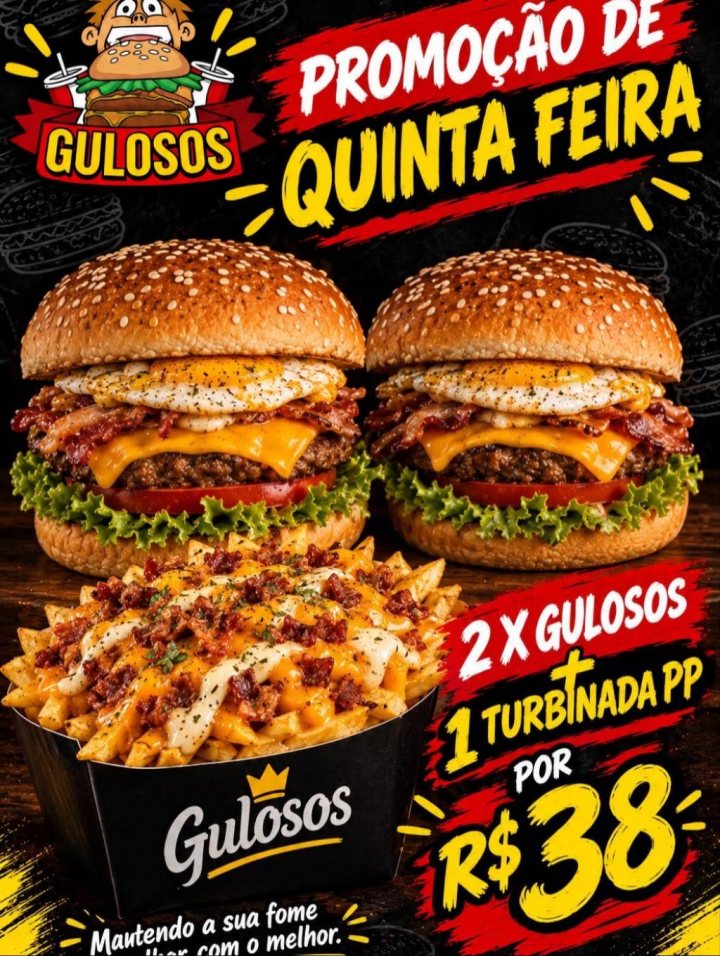 GULOSOS
PROMOÇÃO DE
QUINTA FEIRA
2 X GULOSOS
1 TURBINADA PP
POR
R$38
Gulosos
Mantendo a sua fome
com o melhor.